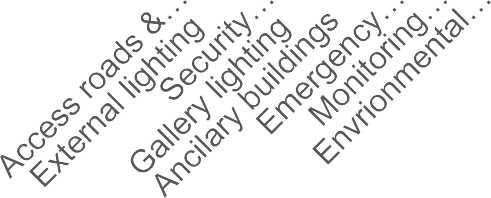 Access roads &…
External lighting
Security…
Gallery lighting
Ancilary buildings
Emergency…
Monitoring…
Envrionmental…